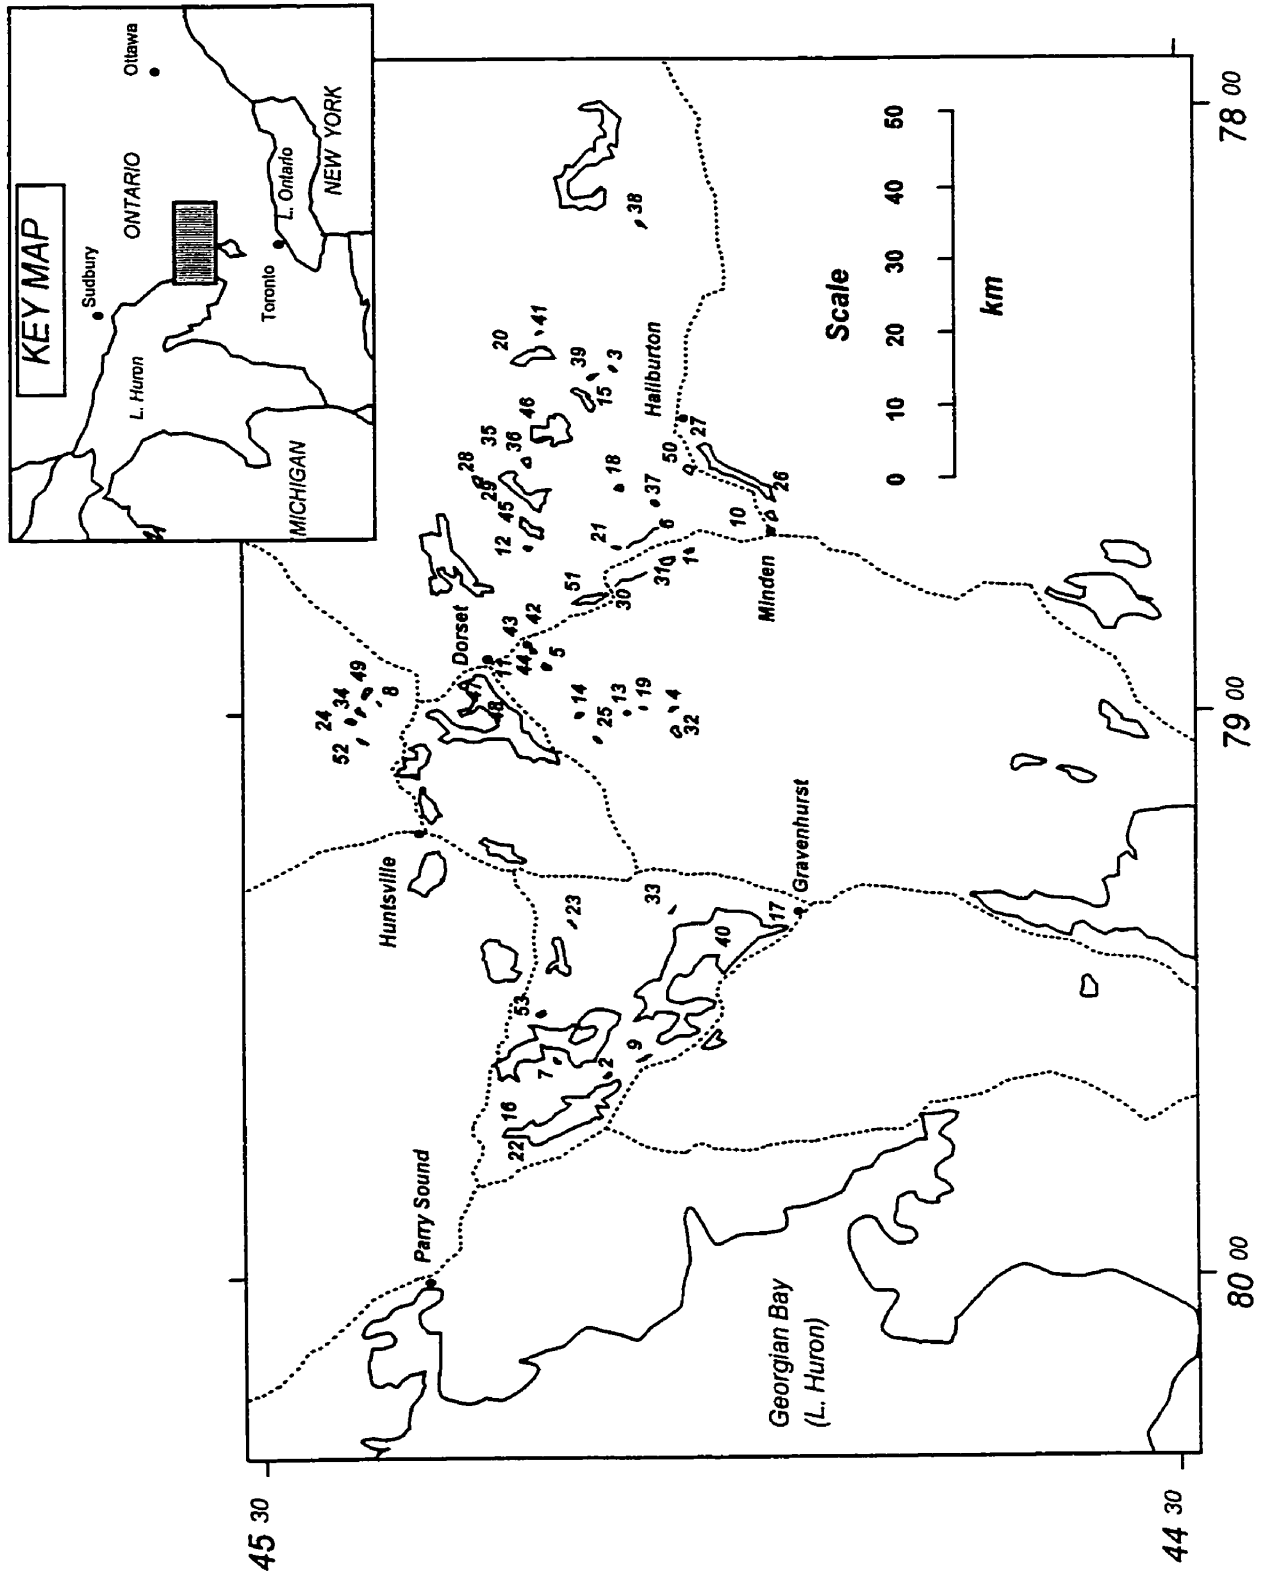 KEY MAP
Sudbury
ONTARIO
Ottawa
L. Huron
Toronto
L. Ontario
NEW YORK
MICHIGAN
45 30
44 30
80 00
79 00
78 00
Parry Sound
Huntsville
Dorset
Haliburton
Minden
Gravenhurst
Georgian Bay
(L. Huron)
Scale
0 10 20 30 40 50
km
52
24
34
49
8
47
48
11
44
43
42
5
14
25
13
19
4
32
51
30
31
1
6
21
12
45
29
28
35
36
46
18
37
50
27
26
10
20
41
39
3
15
38
22
16
7
2
9
53
23
33
40
17